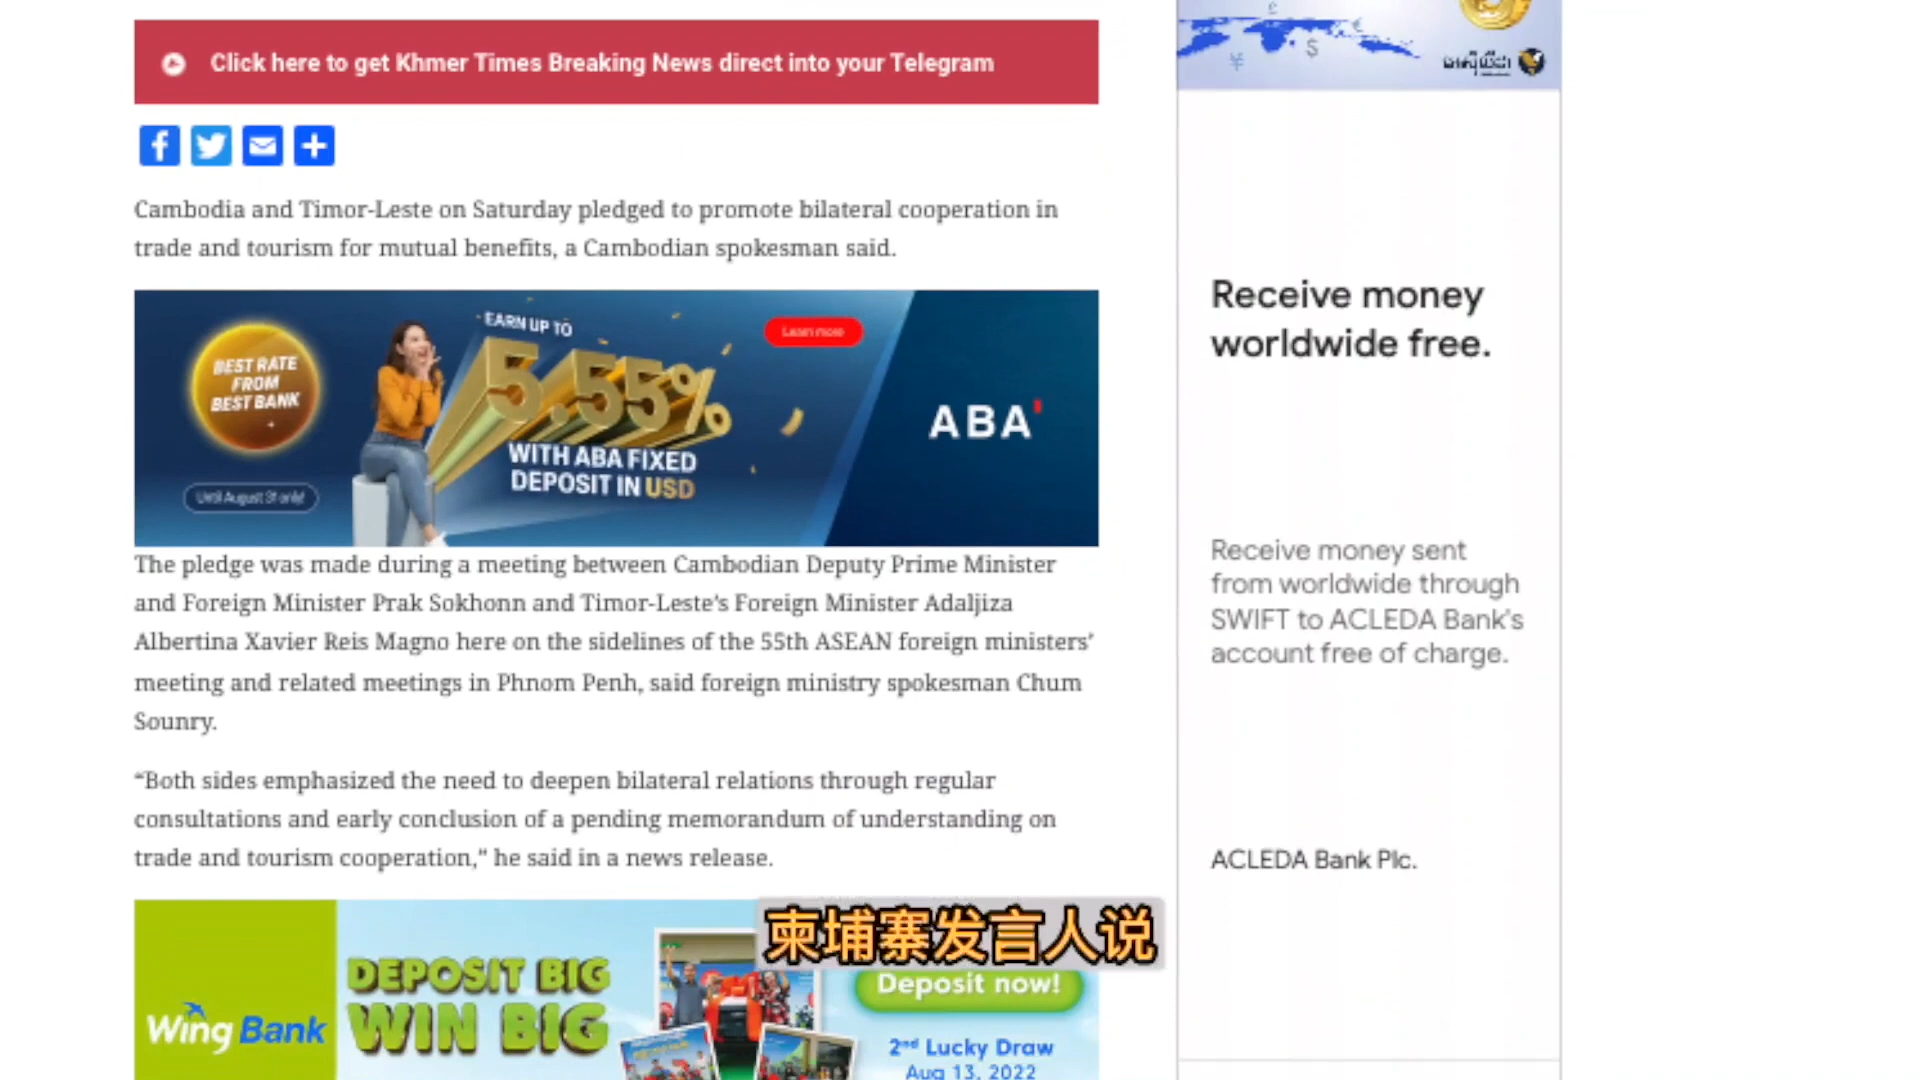 Click here to get Khmer Times Breaking News direct into your Telegram
Cambodia and Timor-Leste on Saturday pledged to promote bilateral cooperation in
trade and tourism for mutual benefits, a Cambodian spokesman said.
BEST RATE
FROM
BEST BANK
Until August 31 only!
EARN UP TO
5.55%
WITH ABA FIXED
DEPOSIT IN USD
Learn more
ABA'
The pledge was made during a meeting between Cambodian Deputy Prime Minister
and Foreign Minister Prak Sokhonn and Timor-Leste’s Foreign Minister Adaljiza
Albertina Xavier Reis Magno here on the sidelines of the 55th ASEAN foreign ministers’
meeting and related meetings in Phnom Penh, said foreign ministry spokesman Chum
Sounry.
“Both sides emphasized the need to deepen bilateral relations through regular
consultations and early conclusion of a pending memorandum of understanding on
trade and tourism cooperation,” he said in a news release.
Wing Bank
DEPOSIT BIG
WIN BIG
柬埔寨发言人说
Deposit now!
2nd Lucky Draw
Aug 13, 2022
Receive money
worldwide free.
Receive money sent
from worldwide through
SWIFT to ACLEDA Bank's
account free of charge.
ACLEDA Bank Plc.